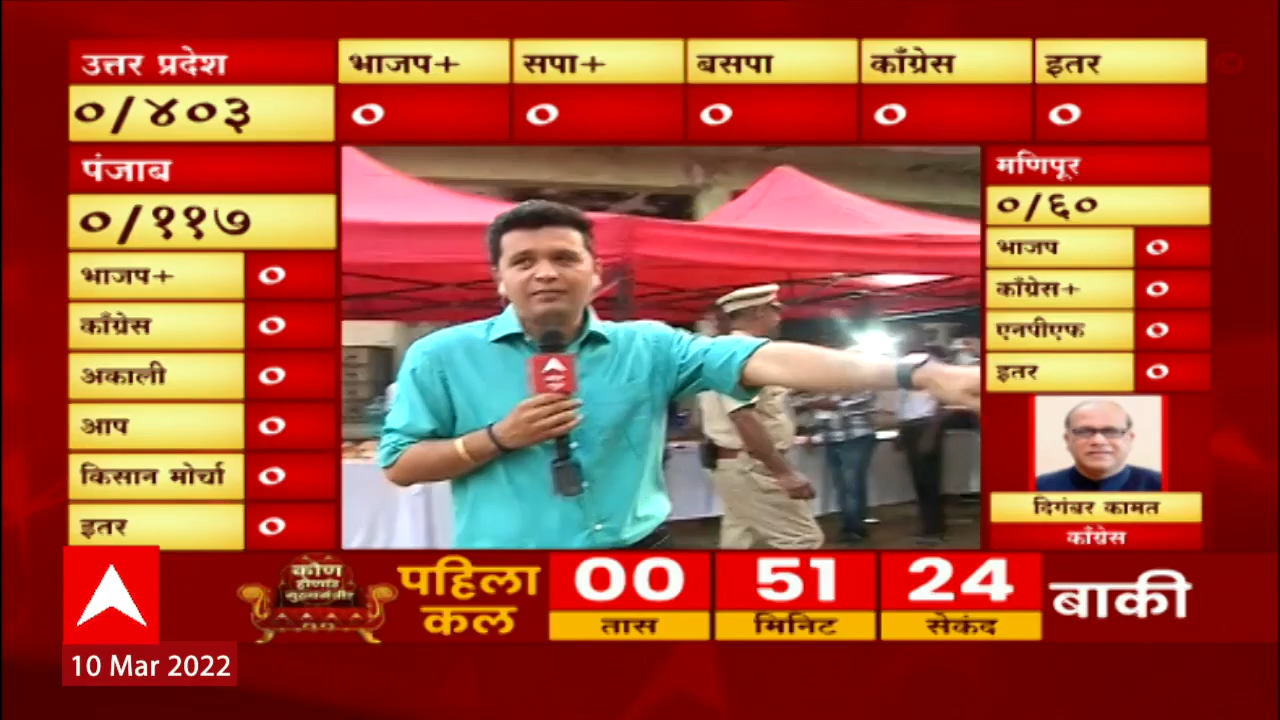 उत्तर प्रदेश
०/४०३
भाजप+
सपा+
बसपा
काँग्रेस
इतर
०
०
०
०
०
पंजाब
०/११७
भाजप+ ०
काँग्रेस ०
अकाली ०
आप ०
किसान मोर्चा ०
इतर ०
मणिपूर
०/६०
भाजप ०
काँग्रेस+ ०
एनपीएफ ०
इतर ०
दिगंबर कामत
काँग्रेस
कोण
होणार
मुख्यमंत्री
पहिला
कल
00
तास
51
मिनिट
24
सेकंद
बाकी
10 Mar 2022